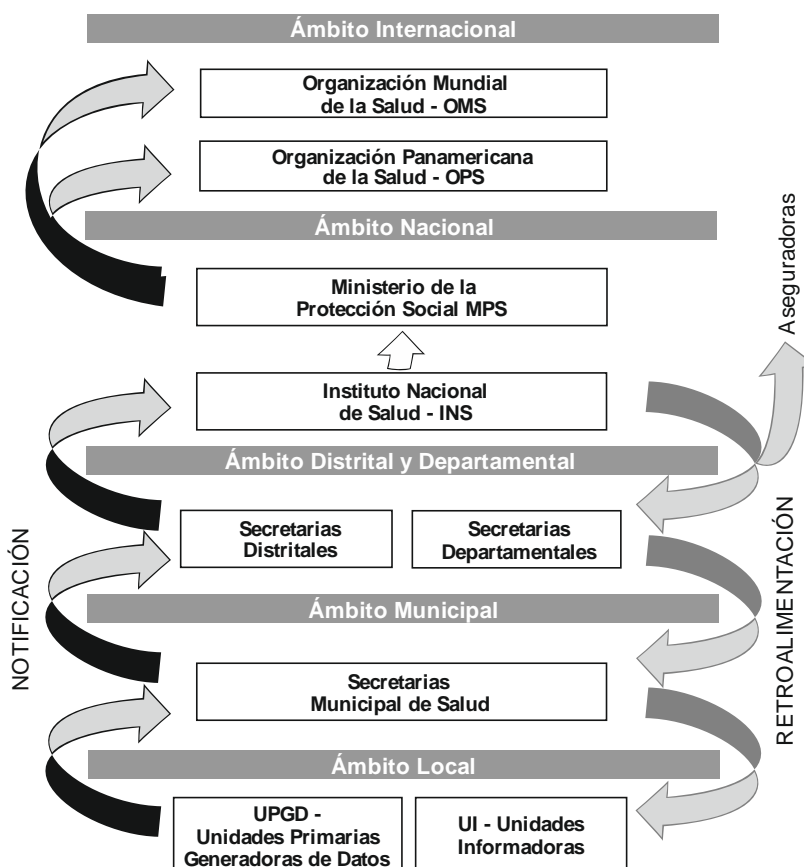 Ámbito Internacional
Organización Mundial
de la Salud - OMS
Organización Panamericana
de la Salud - OPS
Ámbito Nacional
Ministerio de la
Protección Social MPS
Aseguradoras
Instituto Nacional
de Salud - INS
Ámbito Distrital y Departamental
Secretarias
Distritales
Secretarias
Departamentales
NOTIFICACIÓN
Ámbito Municipal
RETROALIMENTACIÓN
Secretarias
Municipal de Salud
Ámbito Local
UPGD -
Unidades Primarias
Generadoras de Datos
UI - Unidades
Informadoras